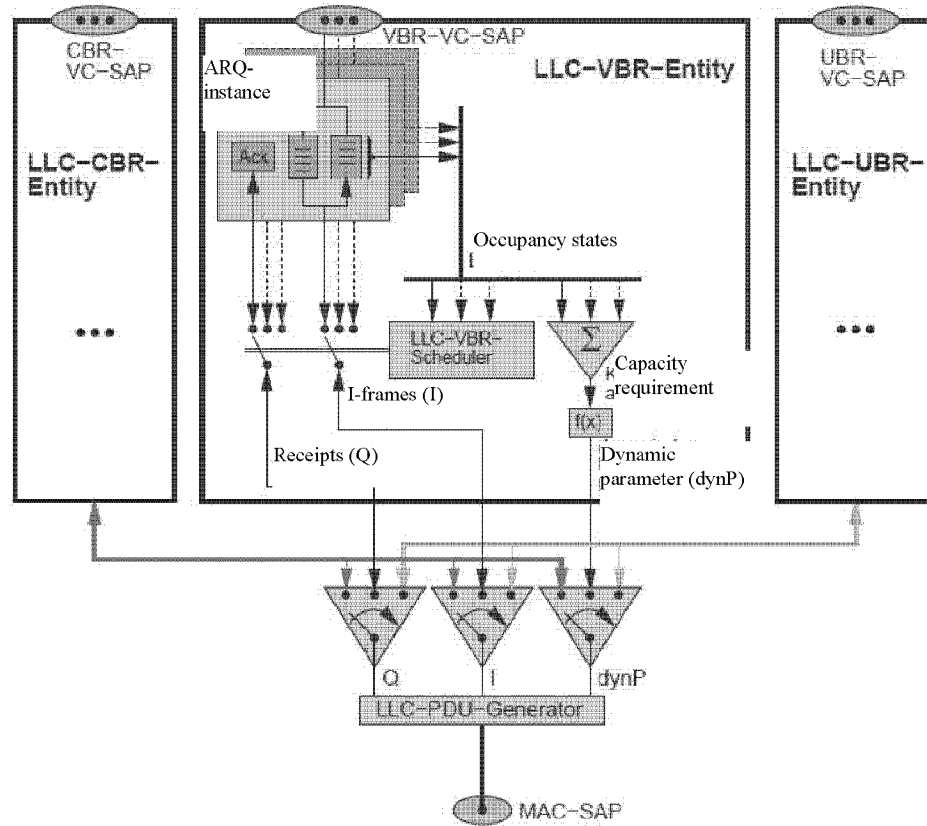 CBR-
VC-SAP
VBR-VC-SAP
UBR-
VC-SAP
ARQ-
instance
LLC-VBR-Entity
LLC-CBR-
Entity
LLC-UBR-
Entity
Ack
Occupancy states
LLC-VBR-
Scheduler
Σ
Capacity
requirement
I-frames (I)
f(x)
Receipts (Q)
Dynamic
parameter (dynP)
Q
I
dynP
LLC-PDU-Generator
MAC-SAP